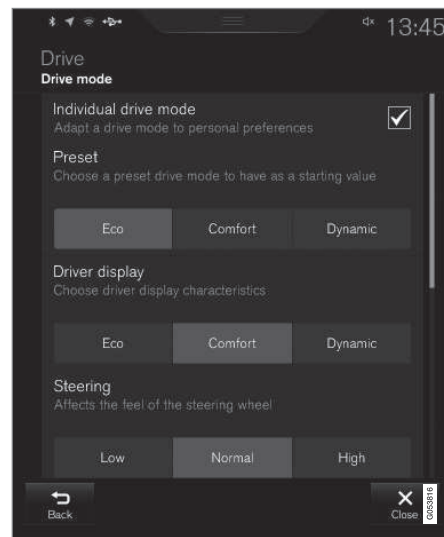 13:45
Drive
Drive mode
Individual drive mode
Adapt a drive mode to personal preferences
Preset
Choose a preset drive mode to have as a starting value
Eco Comfort Dynamic
Driver display
Choose driver display characteristics
Eco Comfort Dynamic
Steering
Affects the feel of the steering wheel
Low Normal High
Back Close
G053816